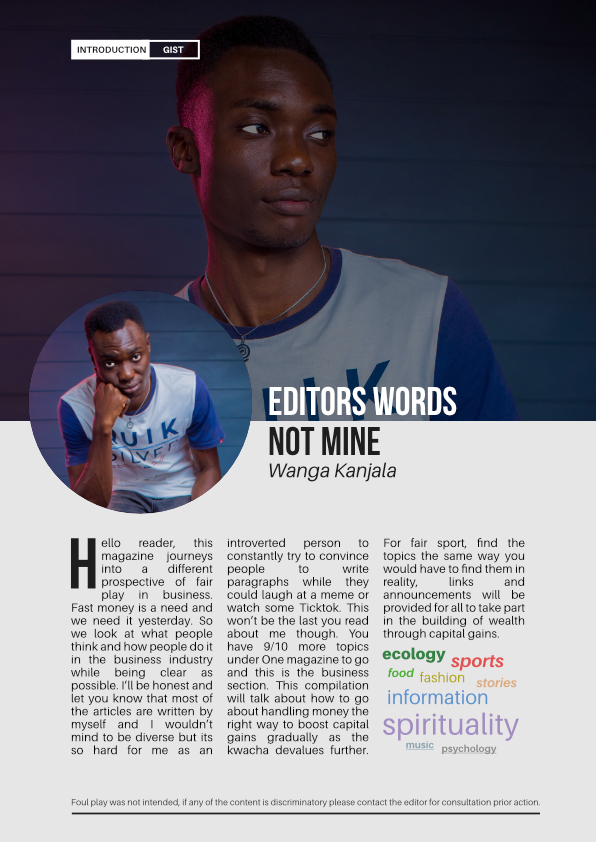 INTRODUCTION GIST
UIK
QUIK
SILVER
EDITORS WORDS
NOT MINE
Wanga Kanjala
Hello reader, this
magazine journeys
into a different
prospective of fair
play in business.
Fast money is a need and
we need it yesterday. So
we look at what people
think and how people do it
in the business industry
while being clear as
possible. I'll be honest and
let you know that most of
the articles are written by
myself and I wouldn't
mind to be diverse but its
so hard for me as an
introverted person to
constantly try to convince
people to write
paragraphs while they
could laugh at a meme or
watch some Ticktok. This
won't be the last you read
about me though. You
have 9/10 more topics
under One magazine to go
and this is the business
section. This compilation
will talk about how to go
about handling money the
right way to boost capital
gains gradually as the
kwacha devalues further.
For fair sport, find the
topics the same way you
would have to find them in
reality, links and
announcements will be
provided for all to take part
in the building of wealth
through capital gains.
ecology sports
food fashion stories
information
spirituality
music psychology
Foul play was not intended, if any of the content is discriminatory please contact the editor for consultation prior action.